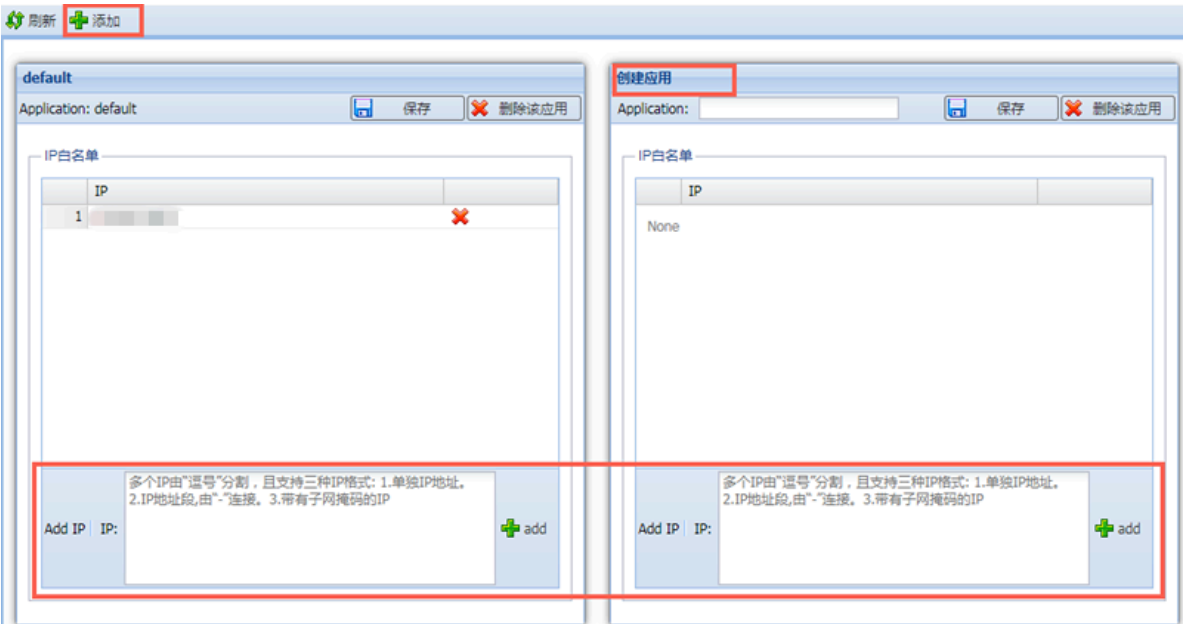 刷新 添加
default
Application: default 保存 删除该应用
IP白名单
IP
1
多个IP由"逗号"分割，且支持三种IP格式: 1.单独IP地址。
2.IP地址段,由"-"连接。3.带有子网掩码的IP
Add IP IP:
add
创建应用
Application: 保存 删除该应用
IP白名单
IP
None
多个IP由"逗号"分割，且支持三种IP格式: 1.单独IP地址。
2.IP地址段,由"-"连接。3.带有子网掩码的IP
Add IP IP:
add